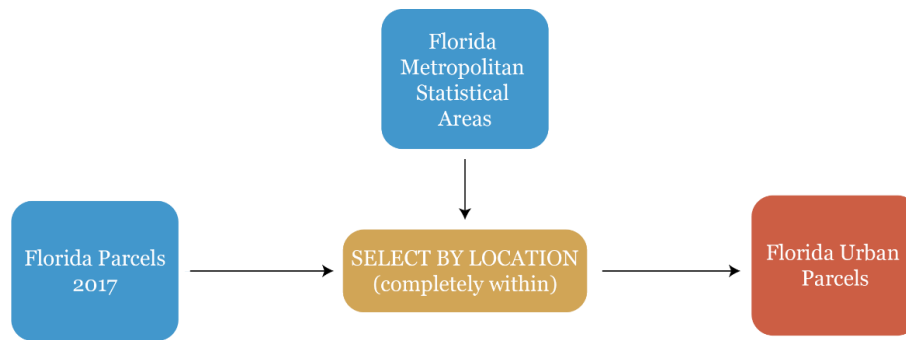 Florida
Metropolitan
Statistical
Areas
Florida Parcels
2017
SELECT BY LOCATION
(completely within)
Florida Urban
Parcels